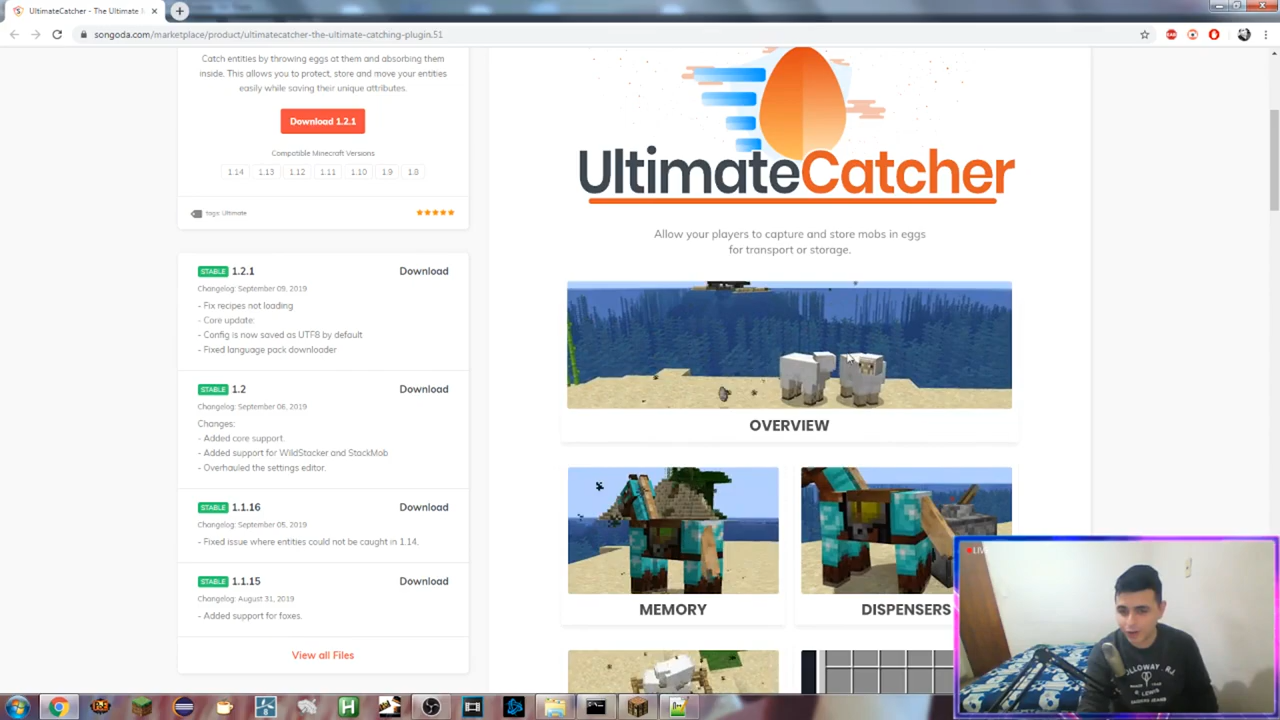 UltimateCatcher - The Ultimate
songoda.com/marketplace/product/ultimatecatcher-the-ultimate-catching-plugin.51
Catch entities by throwing eggs at them and absorbing them
inside. This allows you to protect, store and move your entities
easily while saving their unique attributes.
Download 1.2.1
Compatible Minecraft Versions
1.14 1.13 1.12 1.11 1.10 1.9 1.8
tags: Ultimate
STABLE 1.2.1 Download
Changelog: September 09, 2019
- Fix recipes not loading
- Core update:
- Config is now saved as UTF8 by default
- Fixed language pack downloader
STABLE 1.2 Download
Changelog: September 06, 2019
Changes:
- Added core support.
- Added support for WildStacker and StackMob
- Overhauled the settings editor.
STABLE 1.1.16 Download
Changelog: September 05, 2019
- Fixed issue where entities could not be caught in 1.14.
STABLE 1.1.15 Download
Changelog: August 31, 2019
- Added support for foxes.
View all Files
UltimateCatcher
Allow your players to capture and store mobs in eggs
for transport or storage.
OVERVIEW
MEMORY
DISPENSERS
LIV
HOLLOWAY - R.J.
LEWIS